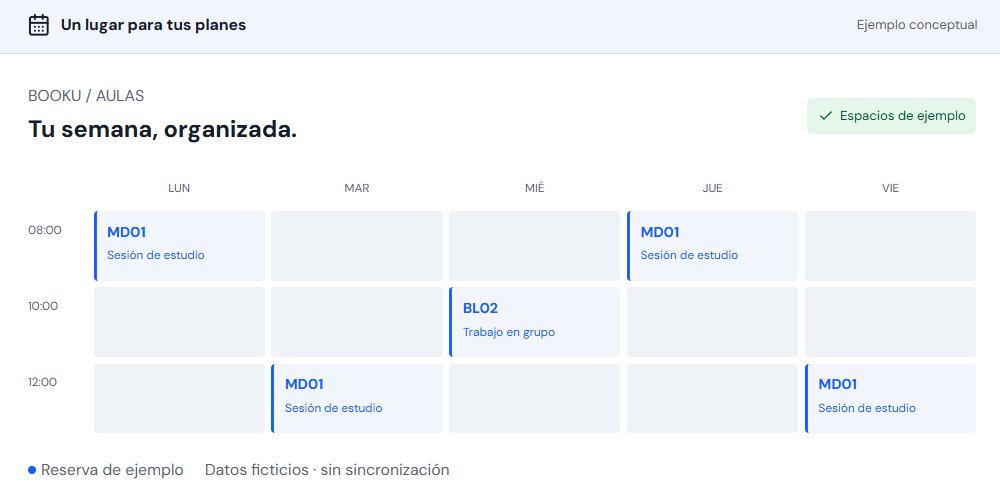 Un lugar para tus planes
Ejemplo conceptual
BOOKU / AULAS
Tu semana, organizada.
Espacios de ejemplo
LUN MAR MIÉ JUE VIE
08:00
MD01
Sesión de estudio
MD01
Sesión de estudio
10:00
BL02
Trabajo en grupo
12:00
MD01
Sesión de estudio
MD01
Sesión de estudio
Reserva de ejemplo
Datos ficticios · sin sincronización